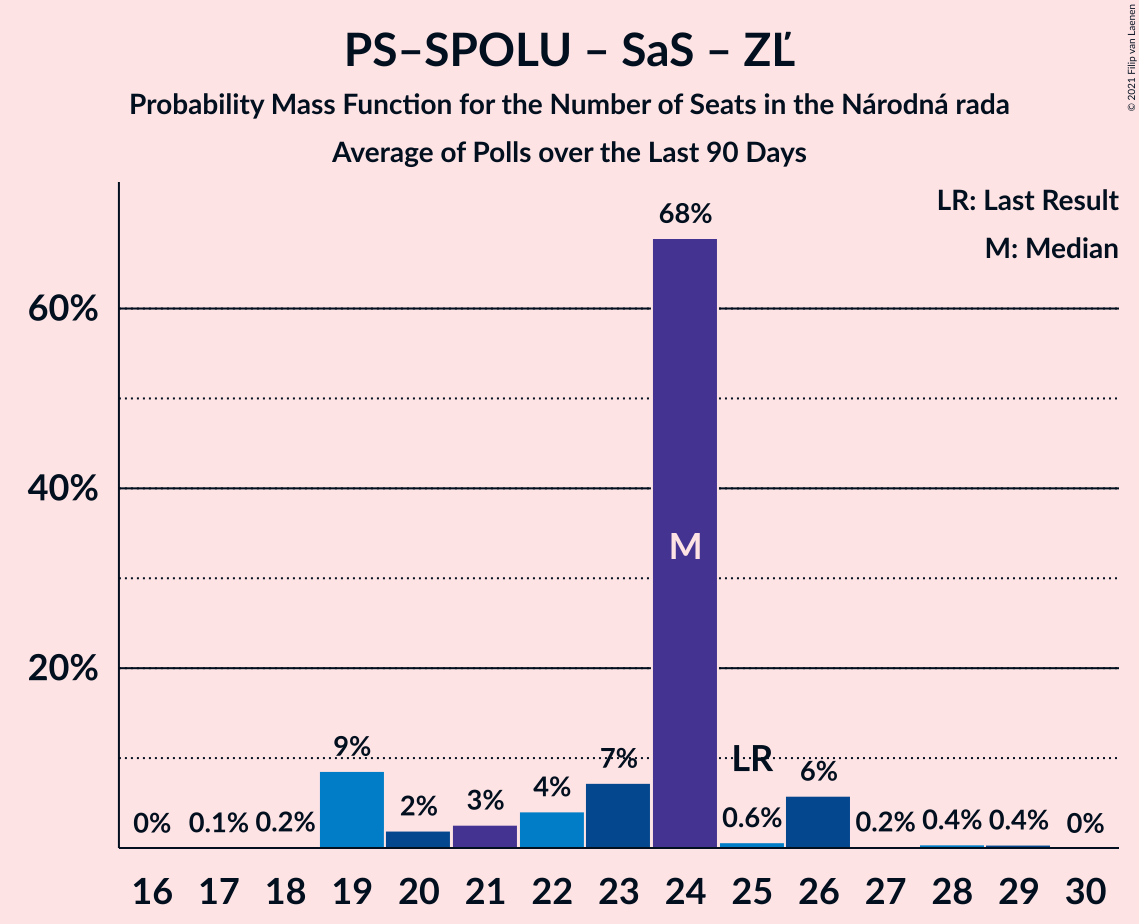 PS–SPOLU – SaS – ZĽ
Probability Mass Function for the Number of Seats in the Národná rada
Average of Polls over the Last 90 Days
© 2021 Filip van Laenen
LR: Last Result
M: Median
60%
40%
20%
0%
0.1%
0.2%
9%
2%
3%
4%
7%
68%
M
LR
0.6%
6%
0.2%
0.4%
0.4%
0%
16 17 18 19 20 21 22 23 24 25 26 27 28 29 30